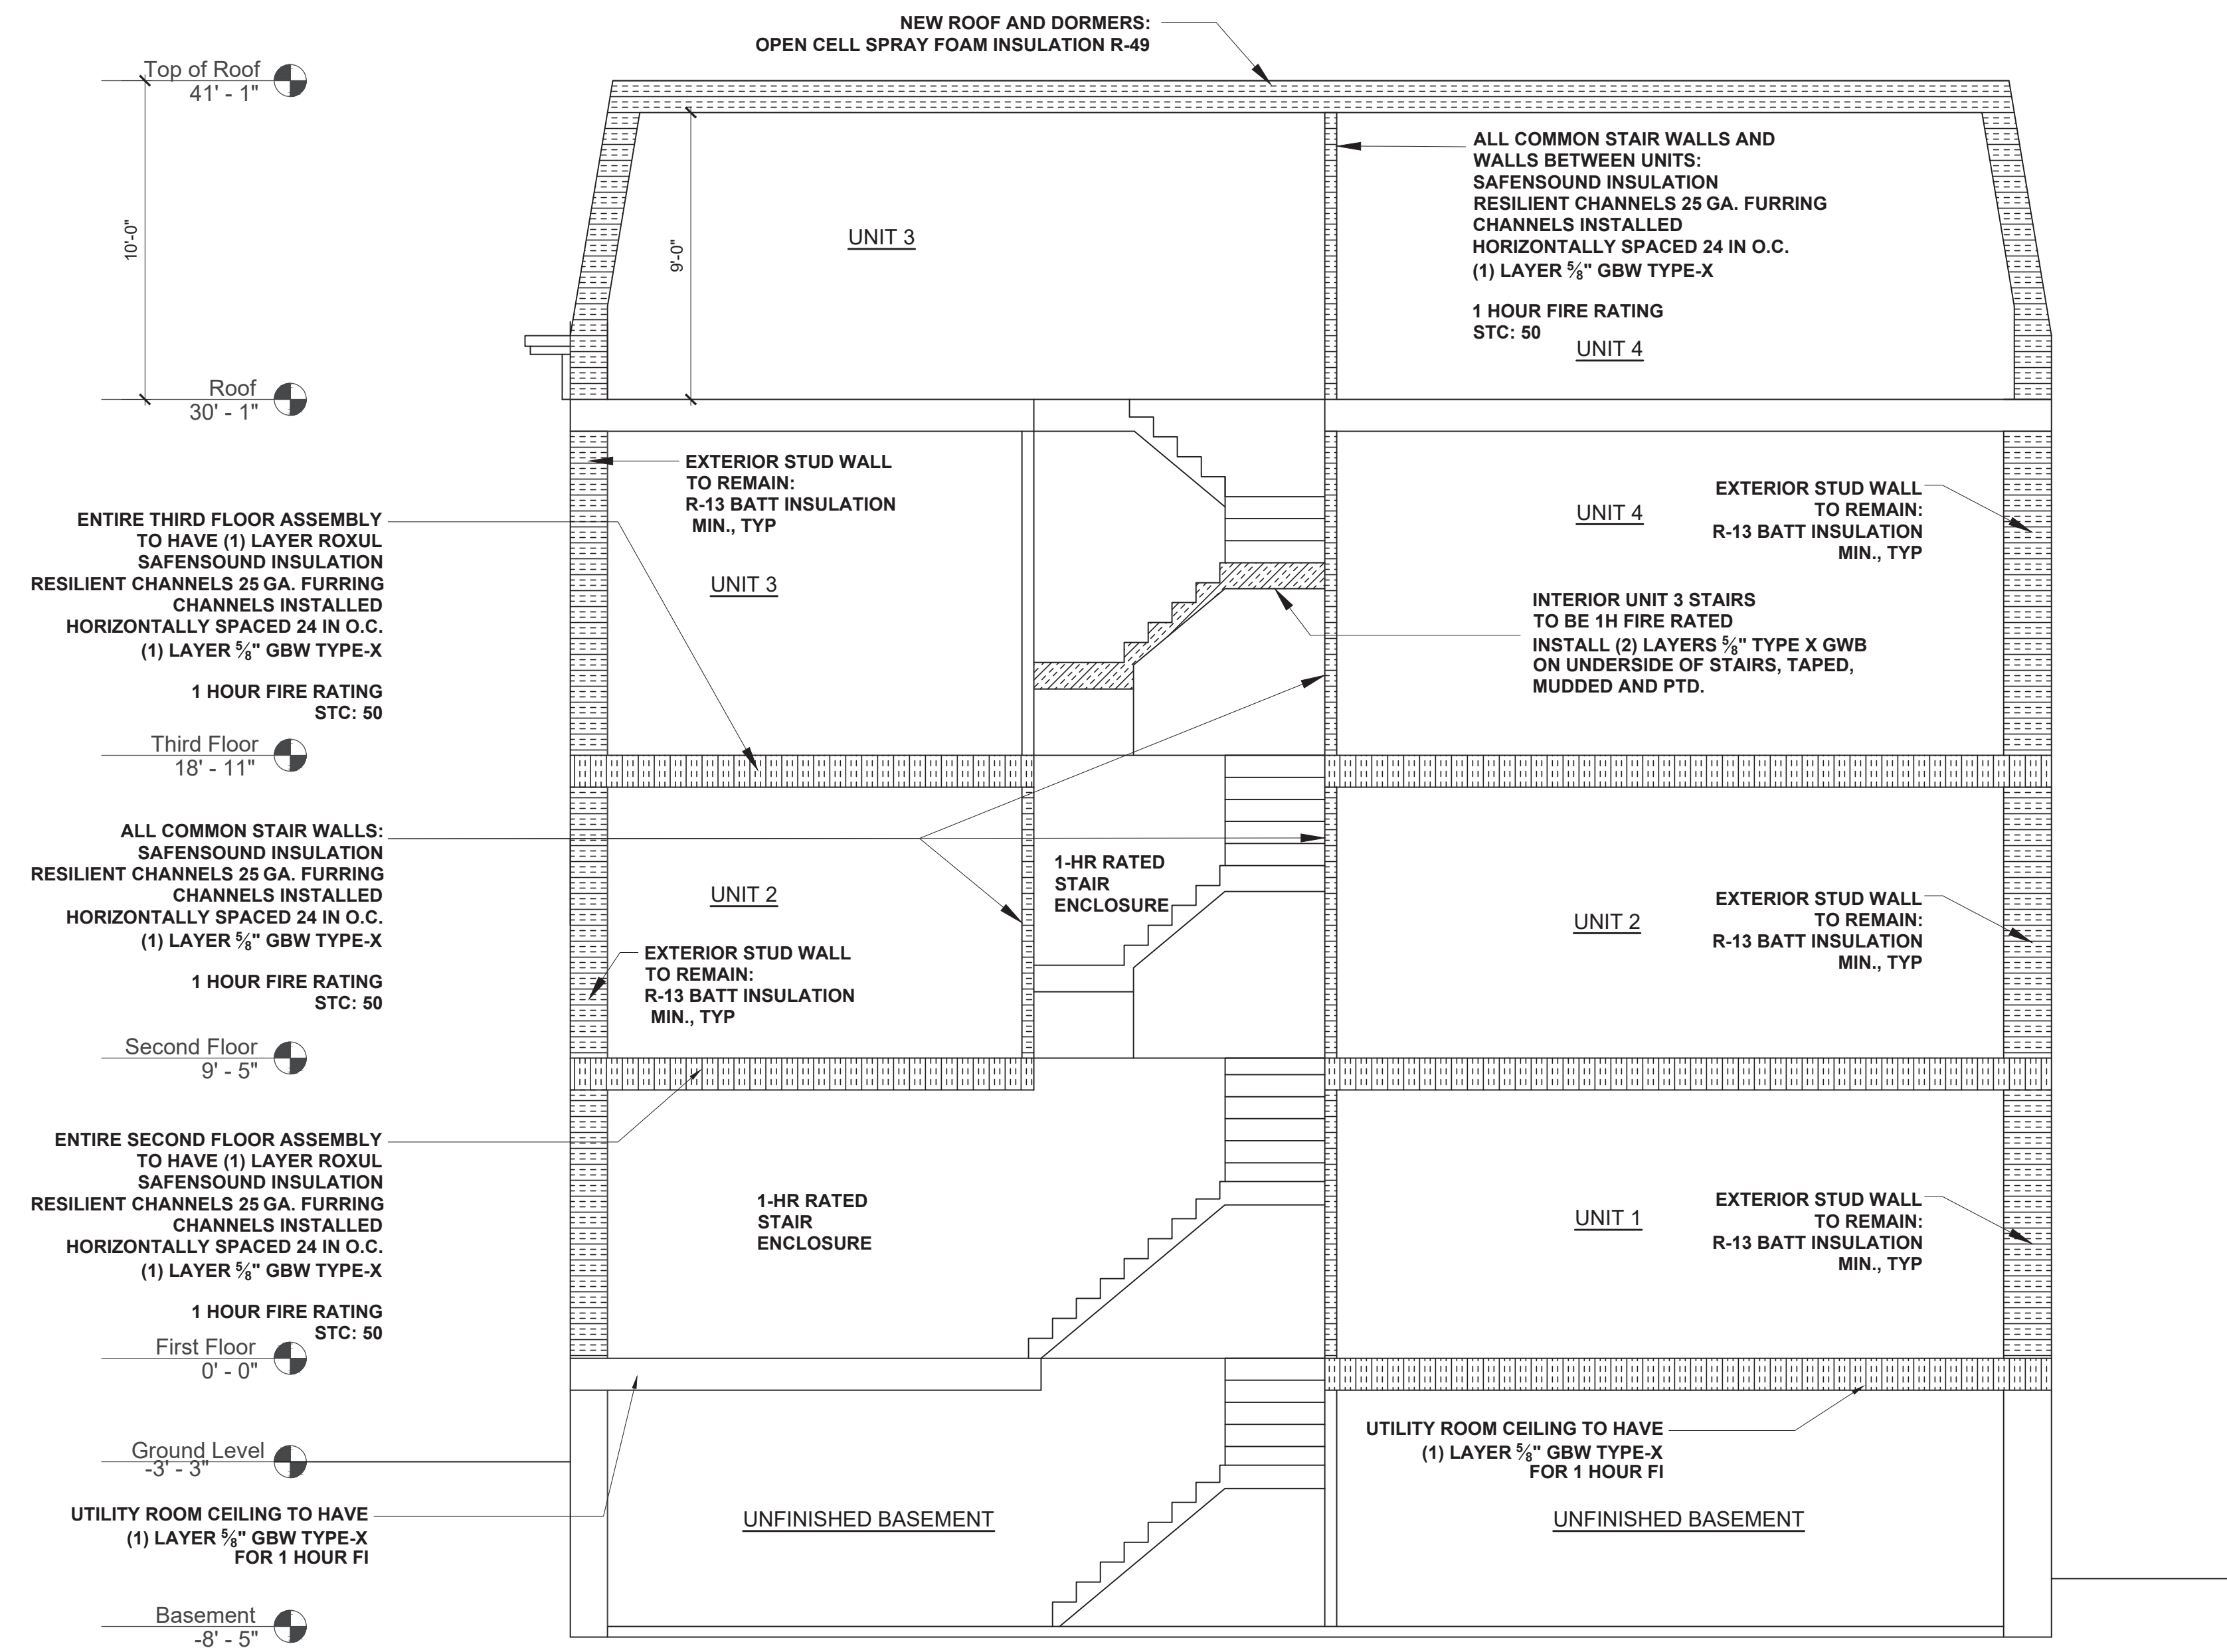 NEW ROOF AND DORMERS:
OPEN CELL SPRAY FOAM INSULATION R-49
Top of Roof
41' - 1"
10'-0"
9'-0"
UNIT 3
ALL COMMON STAIR WALLS AND
WALLS BETWEEN UNITS:
SAFENSOUND INSULATION
RESILIENT CHANNELS 25 GA. FURRING
CHANNELS INSTALLED
HORIZONTALLY SPACED 24 IN O.C.
(1) LAYER ⅝" GBW TYPE-X
1 HOUR FIRE RATING
STC: 50
UNIT 4
Roof
30' - 1"
EXTERIOR STUD WALL
TO REMAIN:
R-13 BATT INSULATION
MIN., TYP
UNIT 3
UNIT 4
EXTERIOR STUD WALL
TO REMAIN:
R-13 BATT INSULATION
MIN., TYP
ENTIRE THIRD FLOOR ASSEMBLY
TO HAVE (1) LAYER ROXUL
SAFENSOUND INSULATION
RESILIENT CHANNELS 25 GA. FURRING
CHANNELS INSTALLED
HORIZONTALLY SPACED 24 IN O.C.
(1) LAYER ⅝" GBW TYPE-X
1 HOUR FIRE RATING
STC: 50
INTERIOR UNIT 3 STAIRS
TO BE 1H FIRE RATED
INSTALL (2) LAYERS ⅝" TYPE X GWB
ON UNDERSIDE OF STAIRS, TAPED,
MUDDED AND PTD.
Third Floor
18' - 11"
ALL COMMON STAIR WALLS:
SAFENSOUND INSULATION
RESILIENT CHANNELS 25 GA. FURRING
CHANNELS INSTALLED
HORIZONTALLY SPACED 24 IN O.C.
(1) LAYER ⅝" GBW TYPE-X
1 HOUR FIRE RATING
STC: 50
UNIT 2
EXTERIOR STUD WALL
TO REMAIN:
R-13 BATT INSULATION
MIN., TYP
1-HR RATED
STAIR
ENCLOSURE
UNIT 2
EXTERIOR STUD WALL
TO REMAIN:
R-13 BATT INSULATION
MIN., TYP
Second Floor
9' - 5"
ENTIRE SECOND FLOOR ASSEMBLY
TO HAVE (1) LAYER ROXUL
SAFENSOUND INSULATION
RESILIENT CHANNELS 25 GA. FURRING
CHANNELS INSTALLED
HORIZONTALLY SPACED 24 IN O.C.
(1) LAYER ⅝" GBW TYPE-X
1 HOUR FIRE RATING
STC: 50
1-HR RATED
STAIR
ENCLOSURE
UNIT 1
EXTERIOR STUD WALL
TO REMAIN:
R-13 BATT INSULATION
MIN., TYP
First Floor
0' - 0"
UTILITY ROOM CEILING TO HAVE
(1) LAYER ⅝" GBW TYPE-X
FOR 1 HOUR FI
Ground Level
-3' - 3"
UTILITY ROOM CEILING TO HAVE
(1) LAYER ⅝" GBW TYPE-X
FOR 1 HOUR FI
UNFINISHED BASEMENT
UNFINISHED BASEMENT
Basement
-8' - 5"